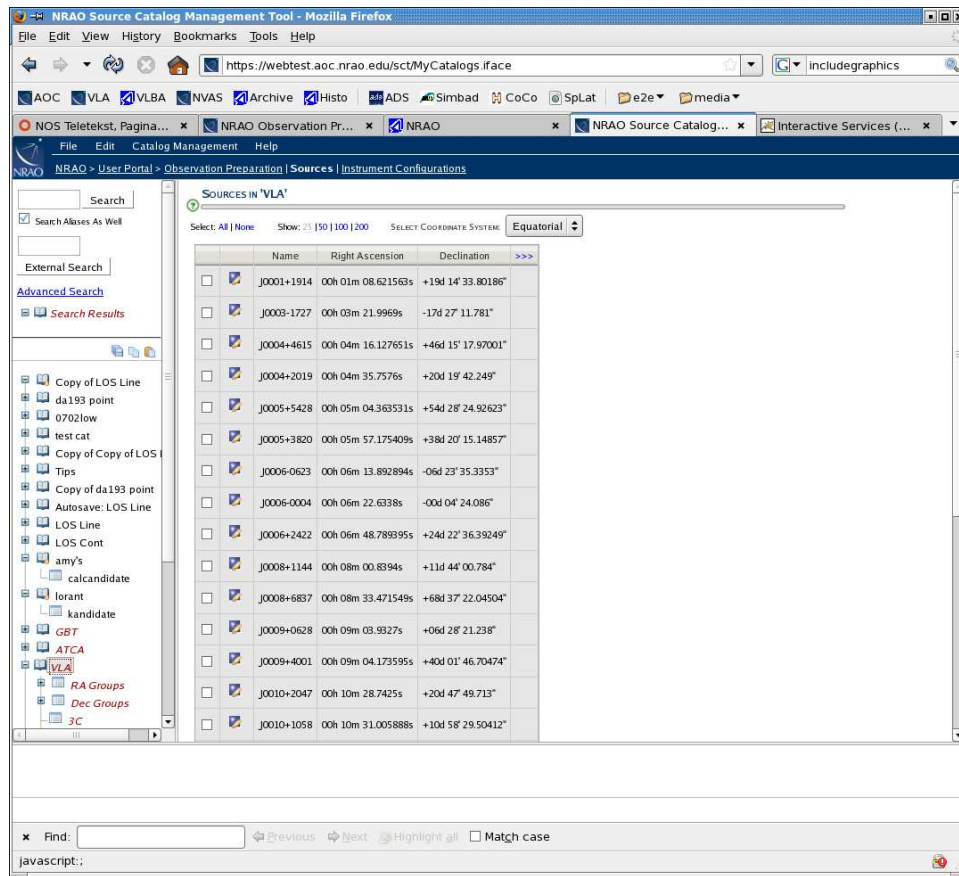 NRAO Source Catalog Management Tool - Mozilla Firefox
File Edit View History Bookmarks Tools Help
https://webtest.aoc.nrao.edu/sct/MyCatalogs.iface
G includegraphics
AOC VLA VLBA NVAS Archive Histo ads ADS Simbad CoCo SpLat e2e media
NOS Teletekst, Pagina... NRAO Observation Pr... NRAO NRAO Source Catalog... Interactive Services (...
File Edit Catalog Management Help
NRAO
NRAO > User Portal > Observation Preparation | Sources | Instrument Configurations
Search
Search Aliases As Well
External Search
Advanced Search
Search Results
Copy of LOS Line
da193 point
0702low
test cat
Copy of Copy of LOS
Tips
Copy of da193 point
Autosave: LOS Line
LOS Line
LOS Cont
amy's
calcandidate
lorant
kandidate
GBT
ATCA
VLA
RA Groups
Dec Groups
3C
SOURCES IN 'VLA'
?
Select: All | None Show: 25 | 50 | 100 | 200 SELECT COORDINATE SYSTEM: Equatorial
Name Right Ascension Declination >>>
J0001+1914 00h 01m 08.621563s +19d 14' 33.80186"
J0003-1727 00h 03m 21.9969s -17d 27' 11.781"
J0004+4615 00h 04m 16.127651s +46d 15' 17.97001"
J0004+2019 00h 04m 35.7576s +20d 19' 42.249"
J0005+5428 00h 05m 04.363531s +54d 28' 24.92623"
J0005+3820 00h 05m 57.175409s +38d 20' 15.14857"
J0006-0623 00h 06m 13.892894s -06d 23' 35.3353"
J0006-0004 00h 06m 22.6338s -00d 04' 24.086"
J0006+2422 00h 06m 48.789395s +24d 22' 36.39249"
J0008+1144 00h 08m 00.8394s +11d 44' 00.784"
J0008+6837 00h 08m 33.471549s +68d 37' 22.04504"
J0009+0628 00h 09m 03.9327s +06d 28' 21.238"
J0009+4001 00h 09m 04.173595s +40d 01' 46.70474"
J0010+2047 00h 10m 28.7425s +20d 47' 49.713"
J0010+1058 00h 10m 31.005888s +10d 58' 29.50412"
Find: Previous Next Highlight all Match case
javascript:;